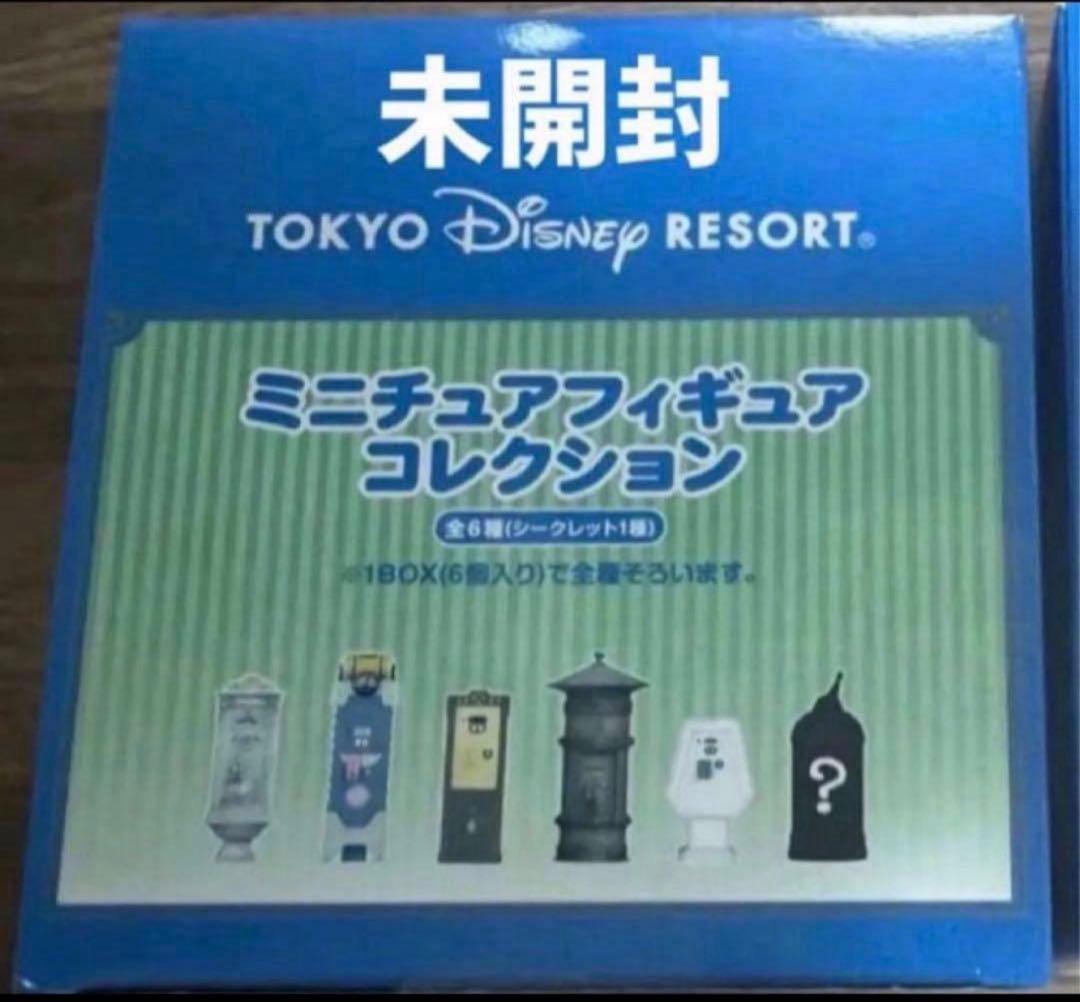 未開封
TOKYO Disney RESORT®
ミニチュアフィギュア
コレクション
全6種(シークレット1種)
※1BOX(6個入り)で全種そろいます。
?